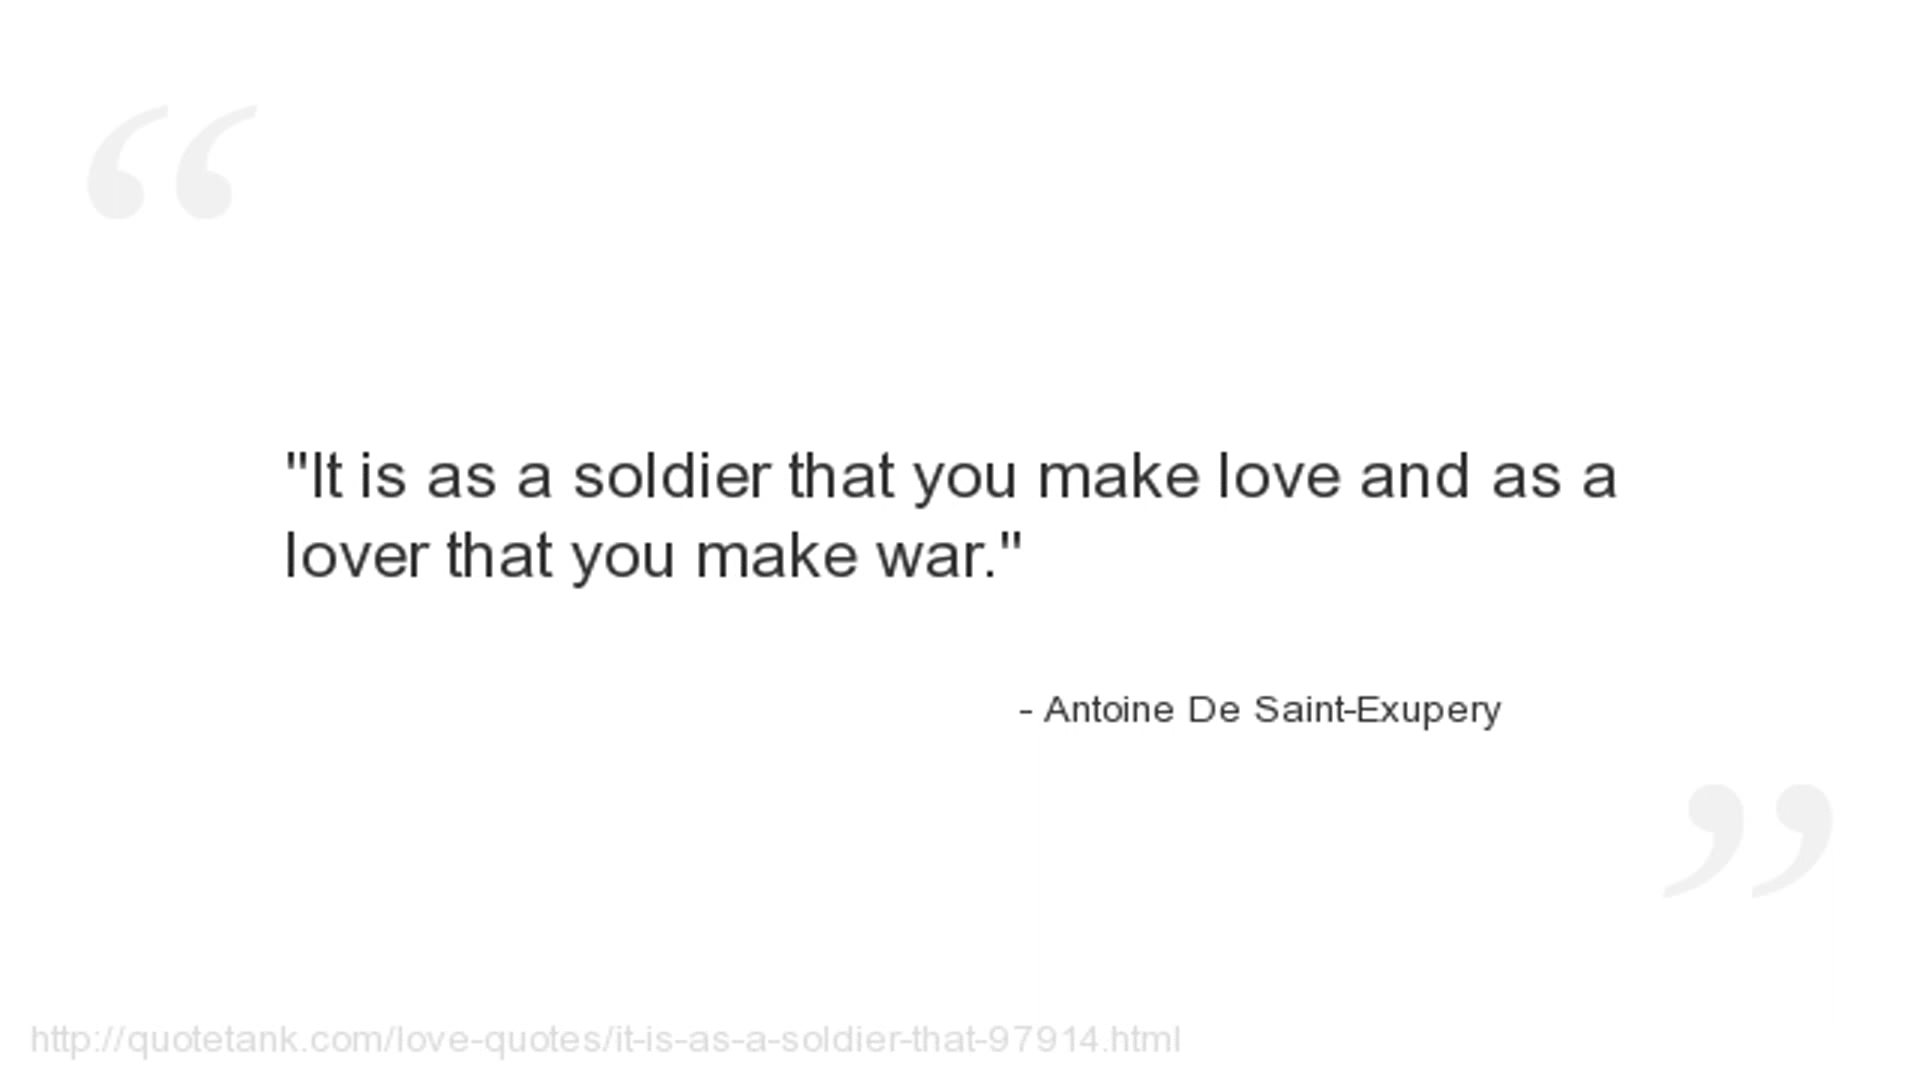 "It is as a soldier that you make love and as a
lover that you make war."
- Antoine De Saint-Exupery
http://quotetank.com/love-quotes/it-is-as-a-soldier-that-97914.html